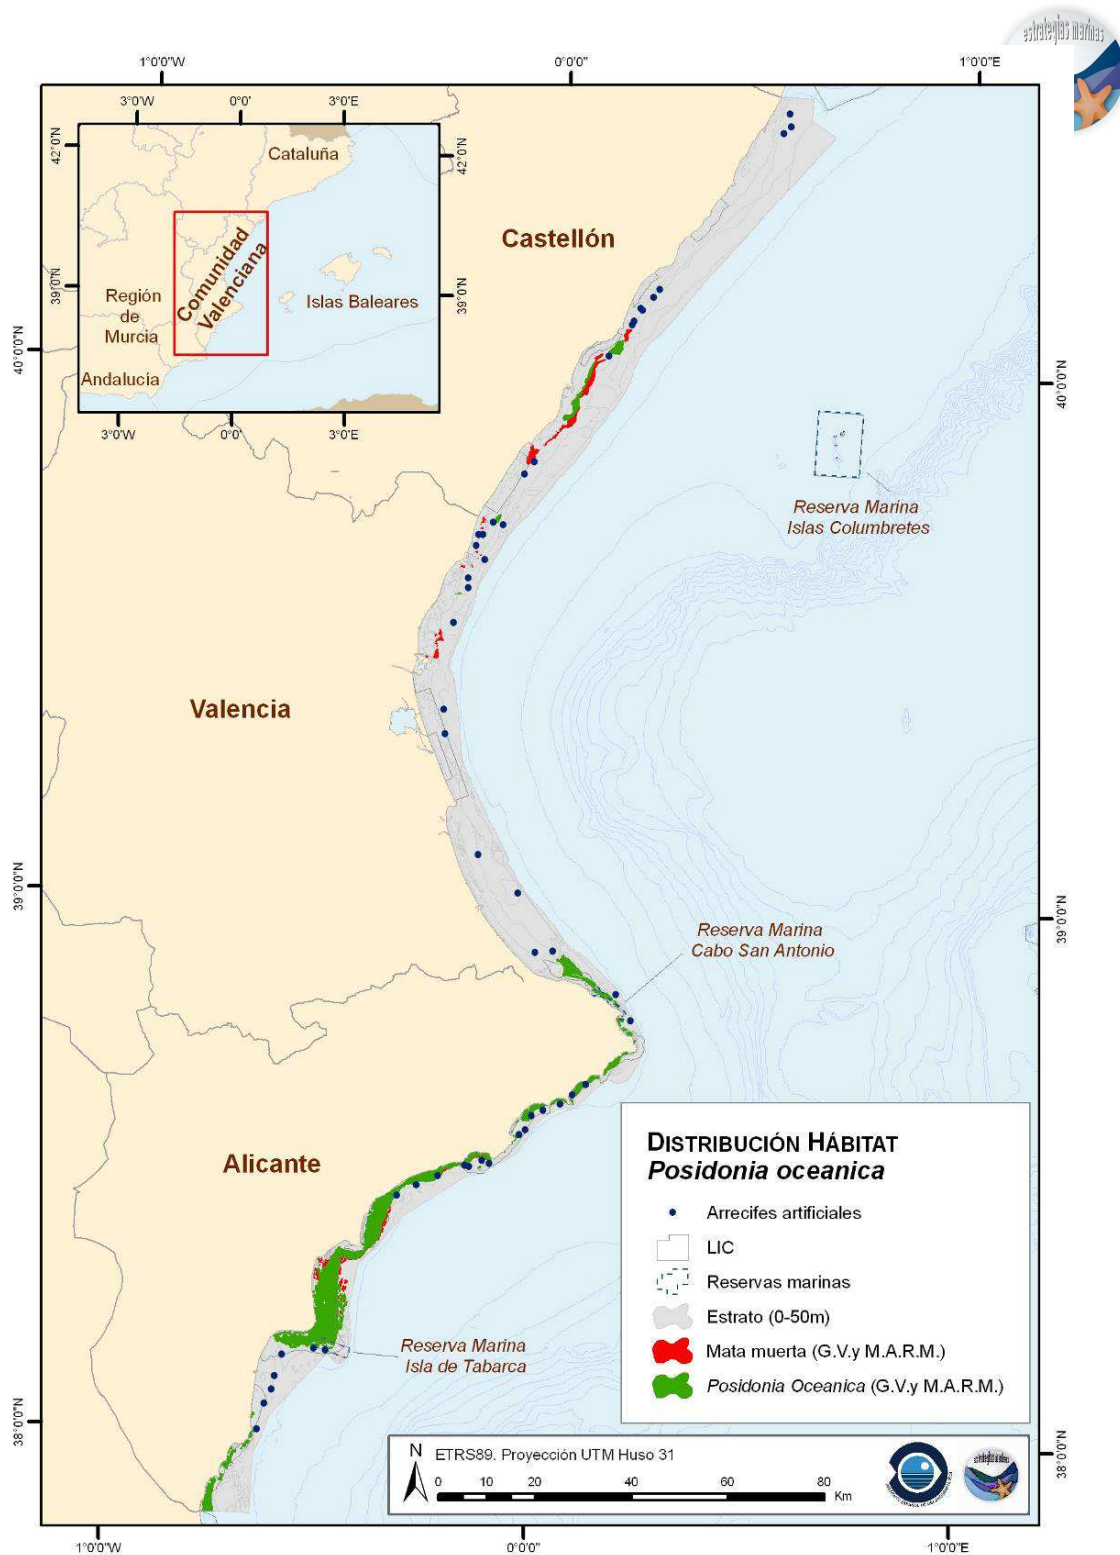 estrategias marinas
1°0'0"W
0°0'0"
1°0'0"E
3°0'W
0°0'
3°0'E
42°0'N
42°0'N
Cataluña
Comunidad
Valenciana
39°0'N
39°0'N
Región
de
Murcia
Islas Baleares
Andalucía
3°0'W
0°0'
3°0'E
Castellón
40°0'0"N
40°0'0"N
Reserva Marina
Islas Columbretes
Valencia
39°0'0"N
39°0'0"N
Reserva Marina
Cabo San Antonio
Alicante
Reserva Marina
Isla de Tabarca
DISTRIBUCIÓN HÁBITAT
Posidonia oceanica
Arrecifes artificiales
LIC
Reservas marinas
Estrato (0-50m)
Mata muerta (G.V.y M.A.R.M.)
Posidonia Oceanica (G.V.y M.A.R.M.)
38°0'0"N
38°0'0"N
N
ETRS89. Proyección UTM Huso 31
0 10 20 40 60 80
Km
estrategias marinas
1°0'0"W
0°0'0"
1°0'0"E